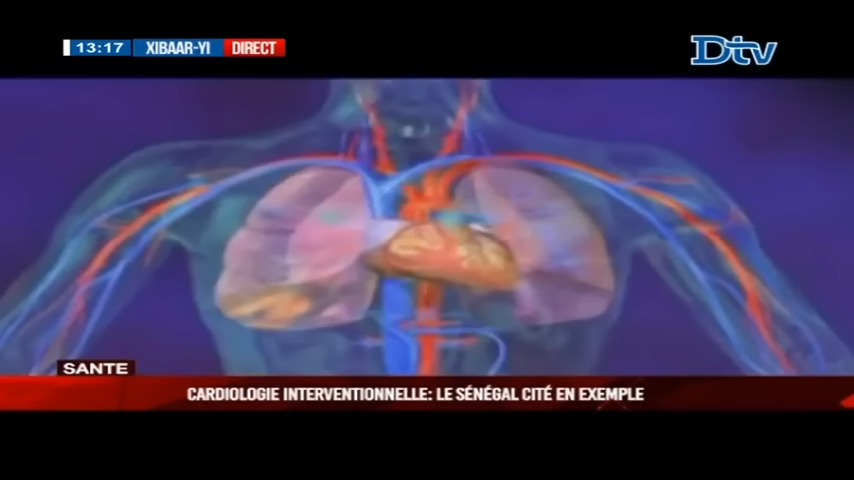 13:17 XIBAAR-YI DIRECT
Dtv
SANTE
CARDIOLOGIE INTERVENTIONNELLE: LE SÉNÉGAL CITÉ EN EXEMPLE